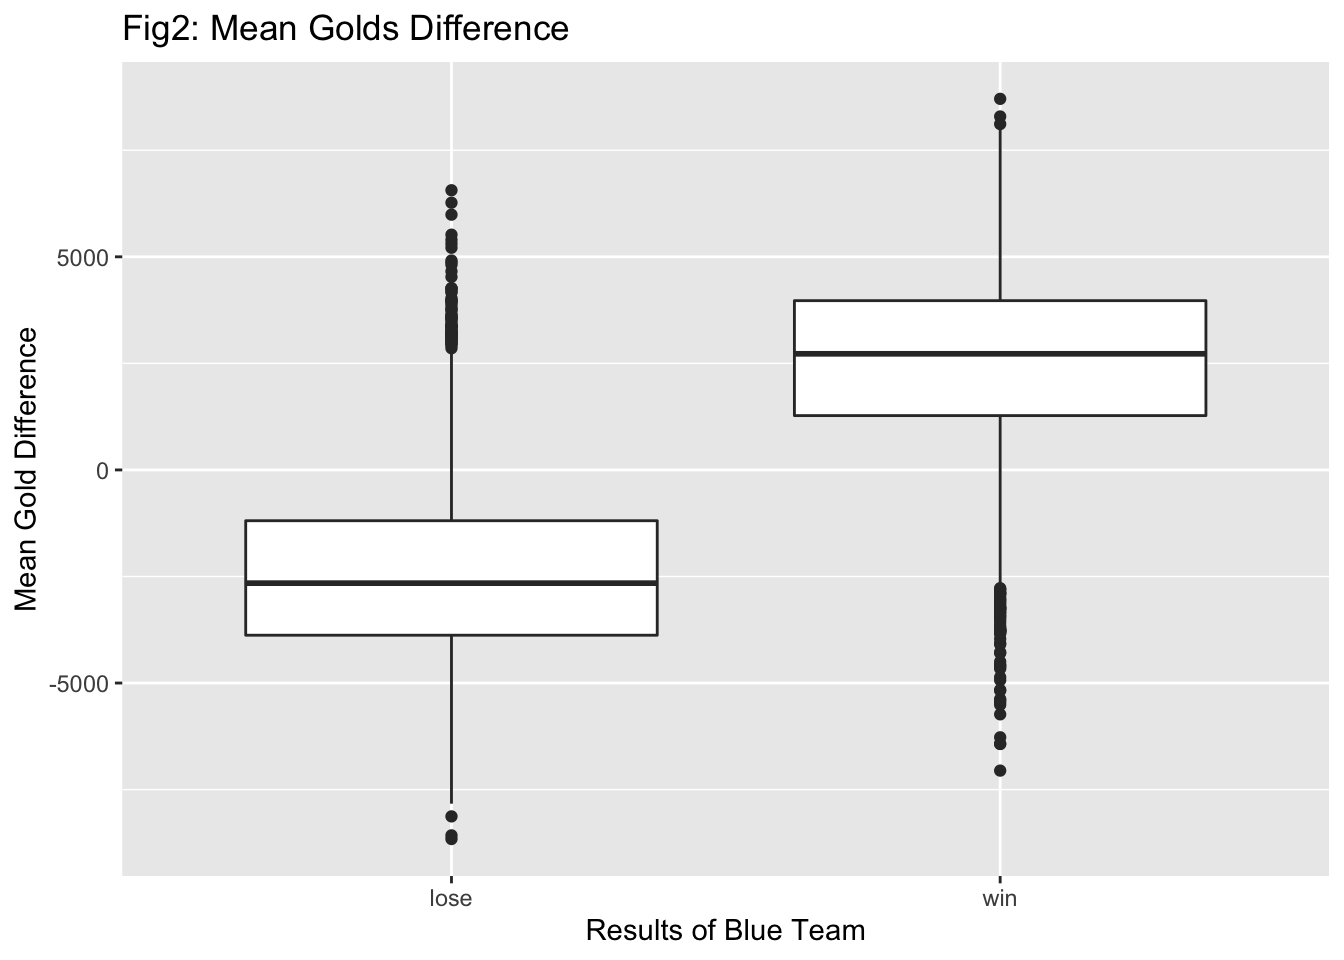 Fig2: Mean Golds Difference
Mean Gold Difference
5000
0
-5000
lose
win
Results of Blue Team